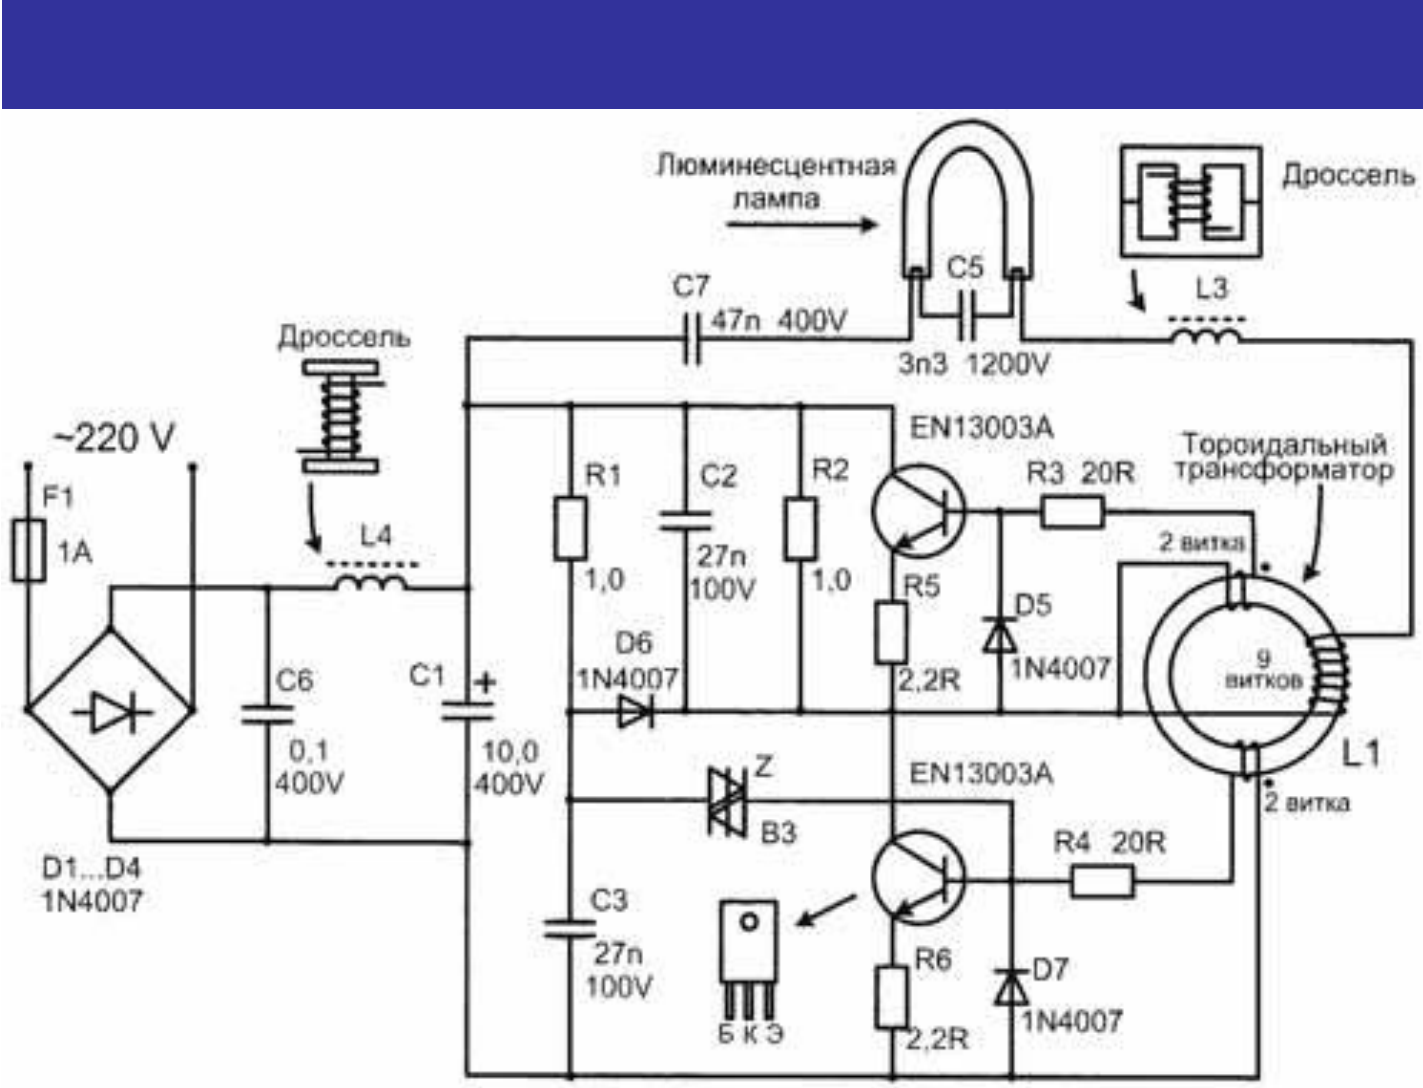 Люминесцентная
лампа
Дроссель
C5
C7
L3
47n 400V
Дроссель
3n3 1200V
EN13003A
~220 V
Тороидальный
трансформатор
R1
C2
R2
R3 20R
F1
1A
L4
2 витка
27n
100V
1,0
1,0
R5
D5
D6
1N4007
2,2R
1N4007
9
витков
C6
C1
+
0,1
400V
10,0
400V
Z
EN13003A
L1
2 витка
B3
R4 20R
D1...D4
1N4007
C3
27n
100V
R6
D7
1N4007
Б К Э
2,2R